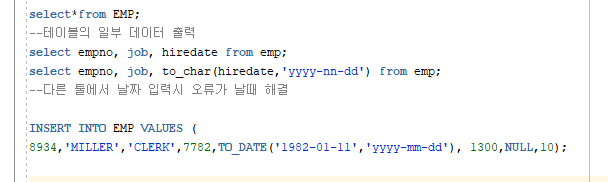 select*from EMP;
--테이블의 일부 데이터 출력
select empno, job, hiredate from emp;
select empno, job, to_char(hiredate,'yyyy-nn-dd') from emp;
--다른 툴에서 날짜 입력시 오류가 날때 해결
INSERT INTO EMP VALUES (
8934,'MILLER','CLERK',7782,TO_DATE('1982-01-11','yyyy-mm-dd'), 1300,NULL,10);